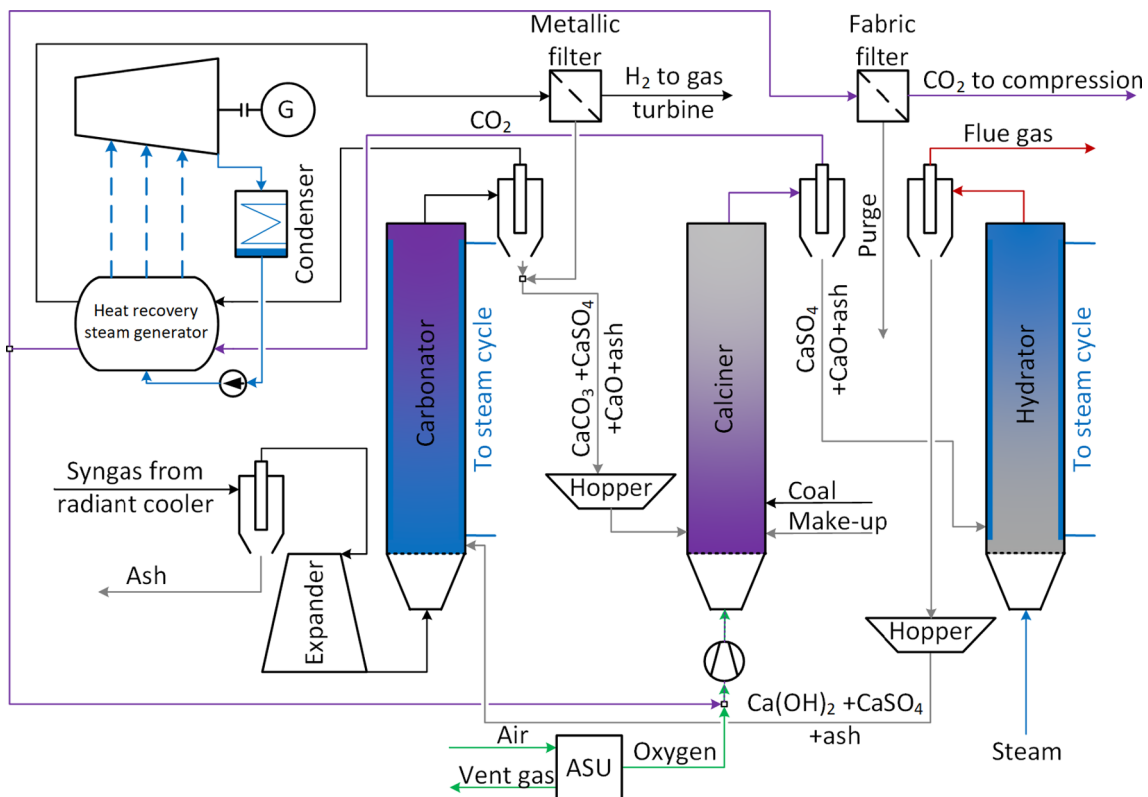 Metallic
filter
Fabric
filter
H₂ to gas
turbine
CO₂ to compression
G
CO₂
Flue gas
Condenser
Purge
Heat recovery
steam generator
Carbonator
To steam cycle
CaCO₃ +CaSO₄
+CaO+ash
Calciner
CaSO₄
+CaO+ash
Hydrator
To steam cycle
Syngas from
radiant cooler
Hopper
Coal
Make-up
Ash
Expander
Hopper
Ca(OH)₂ +CaSO₄
+ash
Air
Vent gas
ASU
Oxygen
Steam